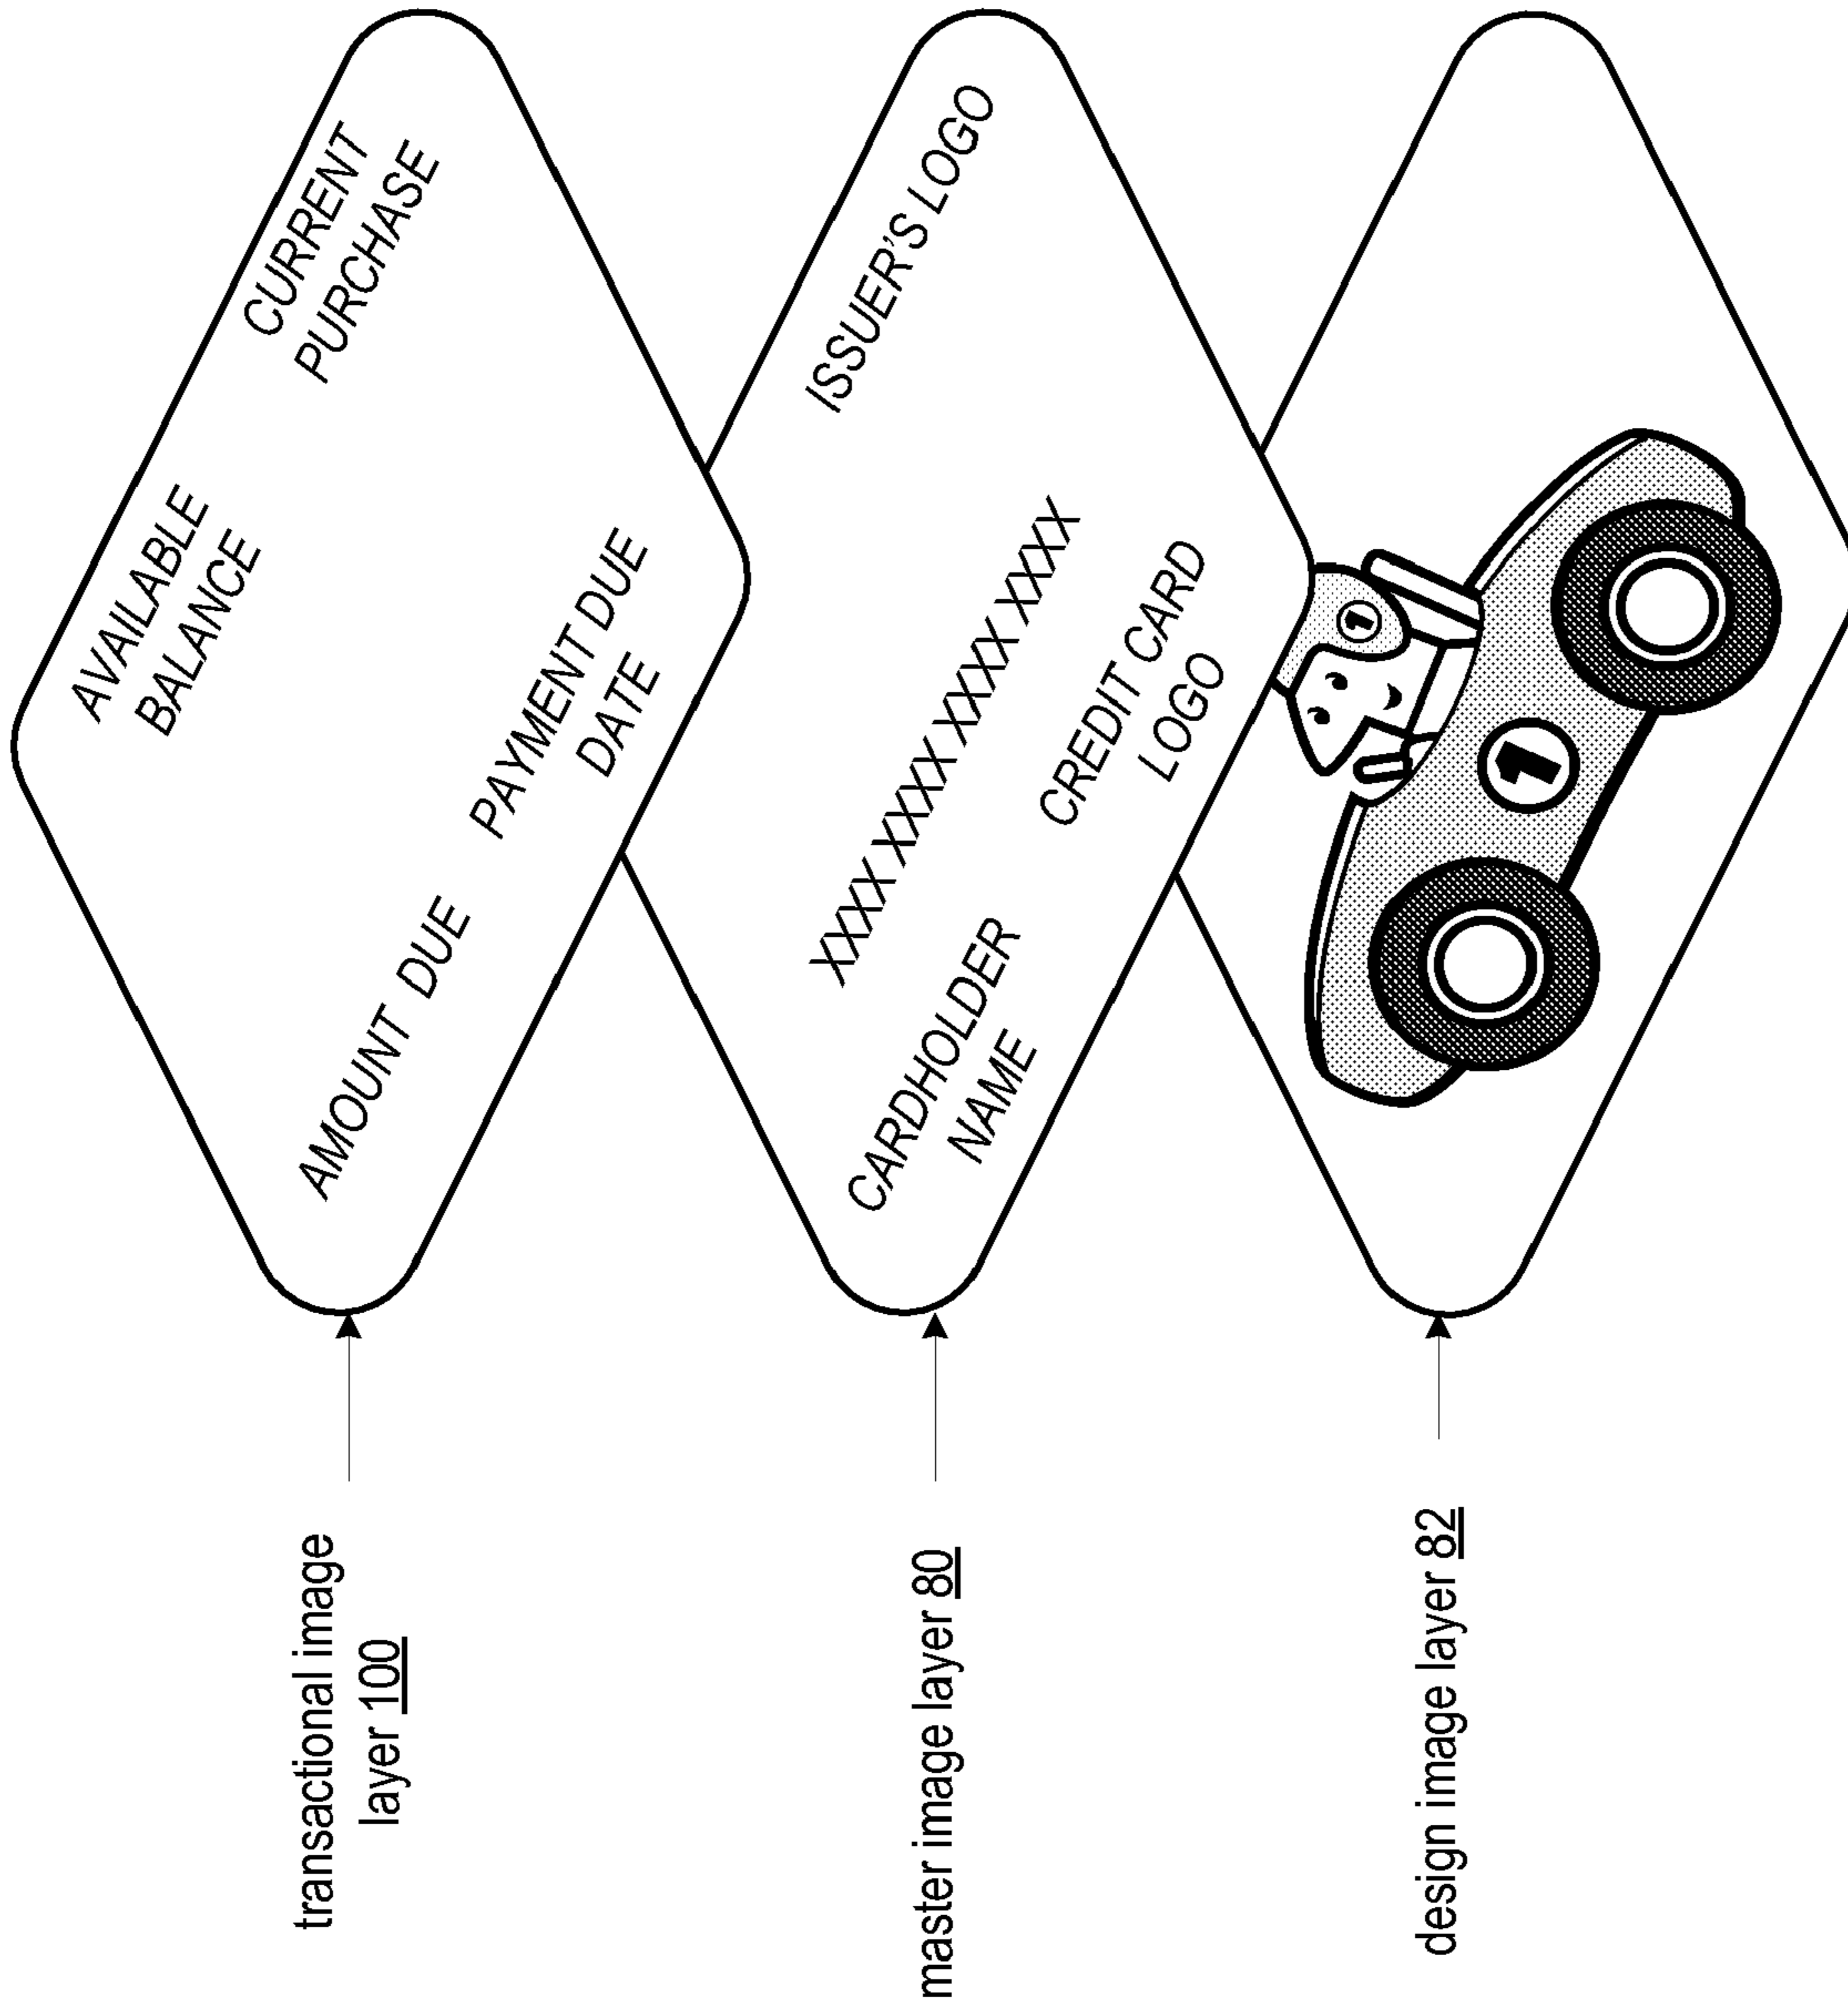 transactional image
layer 100
AVAILABLE
BALANCE
CURRENT
PURCHASE
AMOUNT DUE
PAYMENT DUE
DATE
master image layer 80
ISSUER'S LOGO
XXXX XXXX XXXX XXXX
CARDHOLDER
NAME
CREDIT CARD
LOGO
design image layer 82
1
1